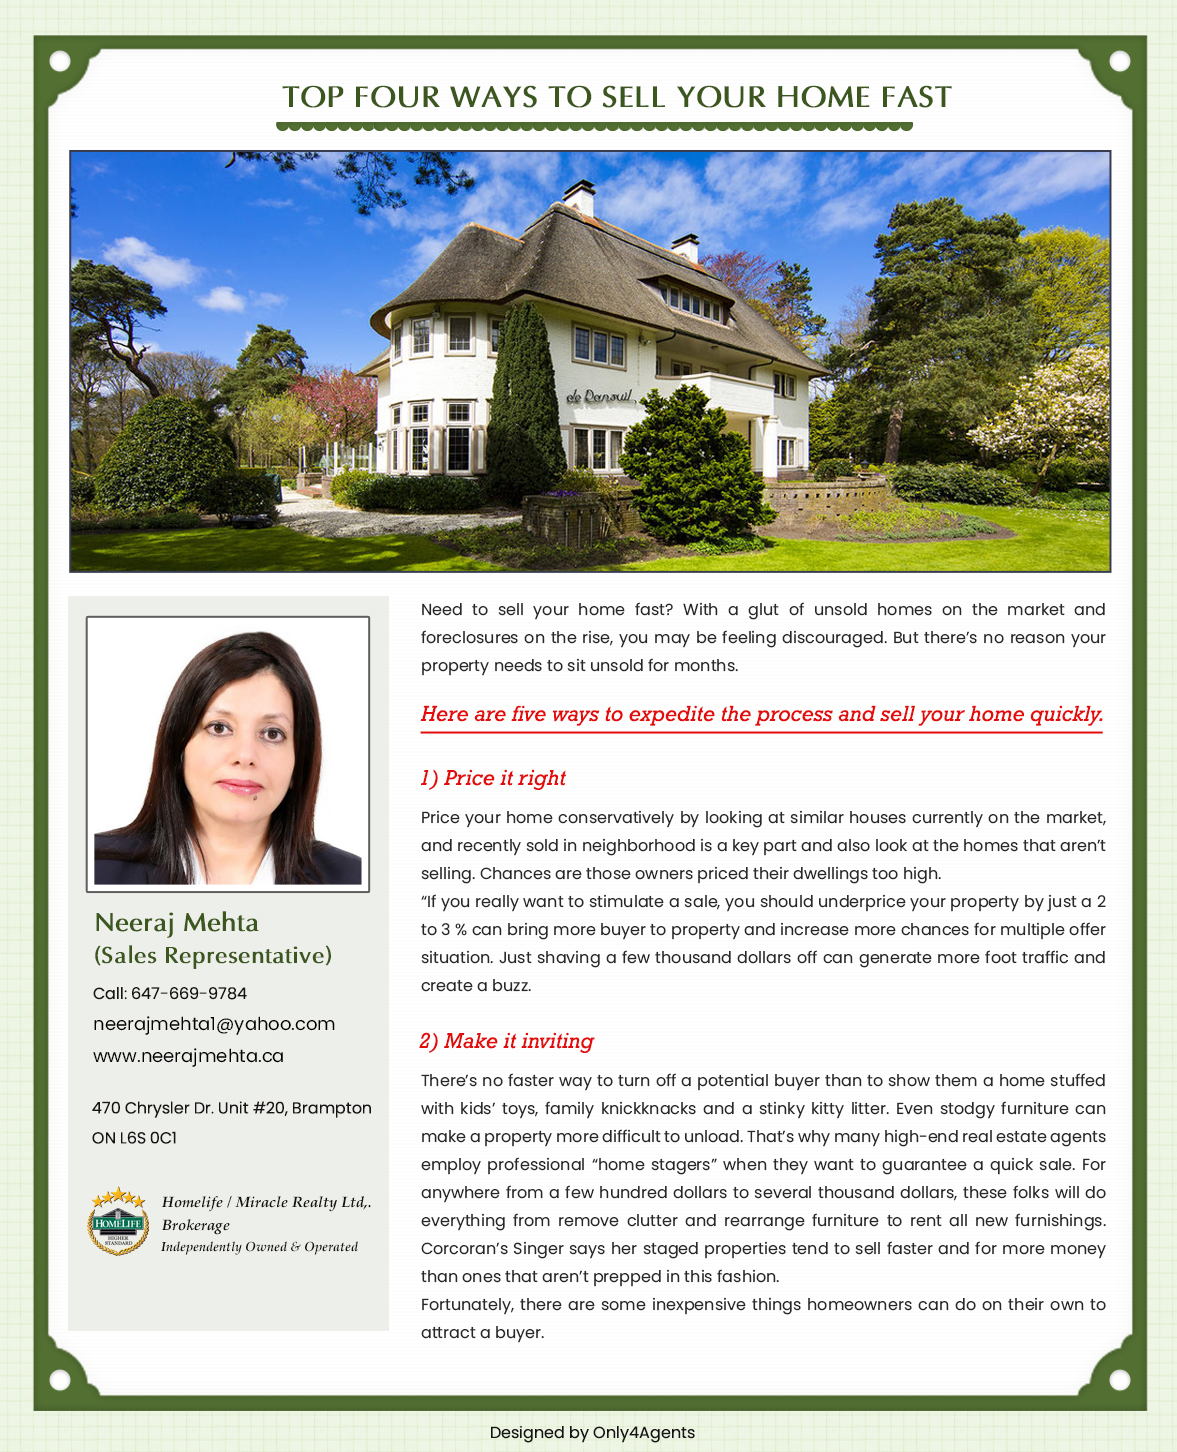 TOP FOUR WAYS TO SELL YOUR HOME FAST
Need to sell your home fast? With a glut of unsold homes on the market and
foreclosures on the rise, you may be feeling discouraged. But there’s no reason your
property needs to sit unsold for months.
Here are five ways to expedite the process and sell your home quickly.
1) Price it right
Price your home conservatively by looking at similar houses currently on the market,
and recently sold in neighborhood is a key part and also look at the homes that aren’t
selling. Chances are those owners priced their dwellings too high.
“If you really want to stimulate a sale, you should underprice your property by just a 2
to 3 % can bring more buyer to property and increase more chances for multiple offer
situation. Just shaving a few thousand dollars off can generate more foot traffic and
create a buzz.
2) Make it inviting
There’s no faster way to turn off a potential buyer than to show them a home stuffed
with kids’ toys, family knickknacks and a stinky kitty litter. Even stodgy furniture can
make a property more difficult to unload. That’s why many high-end real estate agents
employ professional “home stagers” when they want to guarantee a quick sale. For
anywhere from a few hundred dollars to several thousand dollars, these folks will do
everything from remove clutter and rearrange furniture to rent all new furnishings.
Corcoran’s Singer says her staged properties tend to sell faster and for more money
than ones that aren’t prepped in this fashion.
Fortunately, there are some inexpensive things homeowners can do on their own to
attract a buyer.
Neeraj Mehta
(Sales Representative)
Call: 647-669-9784
neerajmehta1@yahoo.com
www.neerajmehta.ca
470 Chrysler Dr. Unit #20, Brampton
ON L6S 0C1
HOMELIFE
HIGHER
STANDARD
Homelife / Miracle Realty Ltd,.
Brokerage
Independently Owned & Operated
Designed by Only4Agents